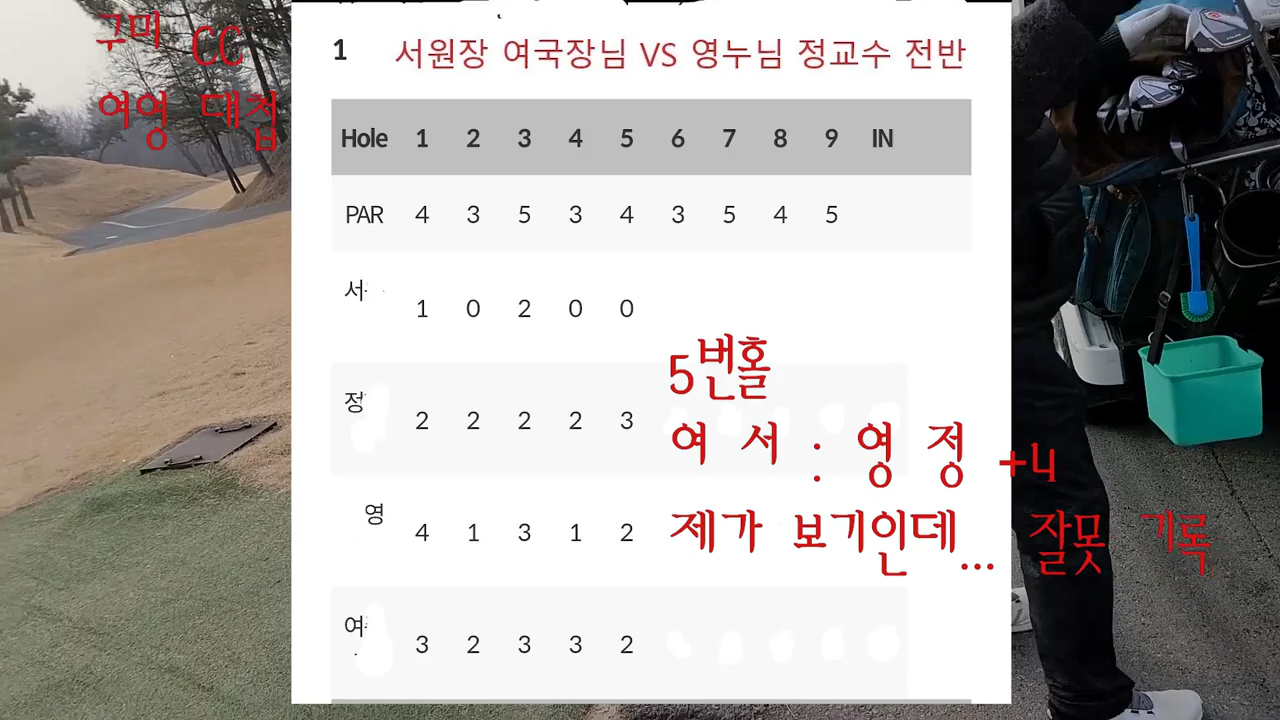 구미 CC
여영 대첩
1 서원장 여국장님 VS 영누님 정교수 전반
Hole 1 2 3 4 5 6 7 8 9 IN
PAR 4 3 5 3 4 3 5 4 5
서 1 0 2 0 0
정 2 2 2 2 3
영 4 1 3 1 2
여 3 2 3 3 2
5번홀
여 서 : 영 정 +4
제가 보기인데... 잘못 기록